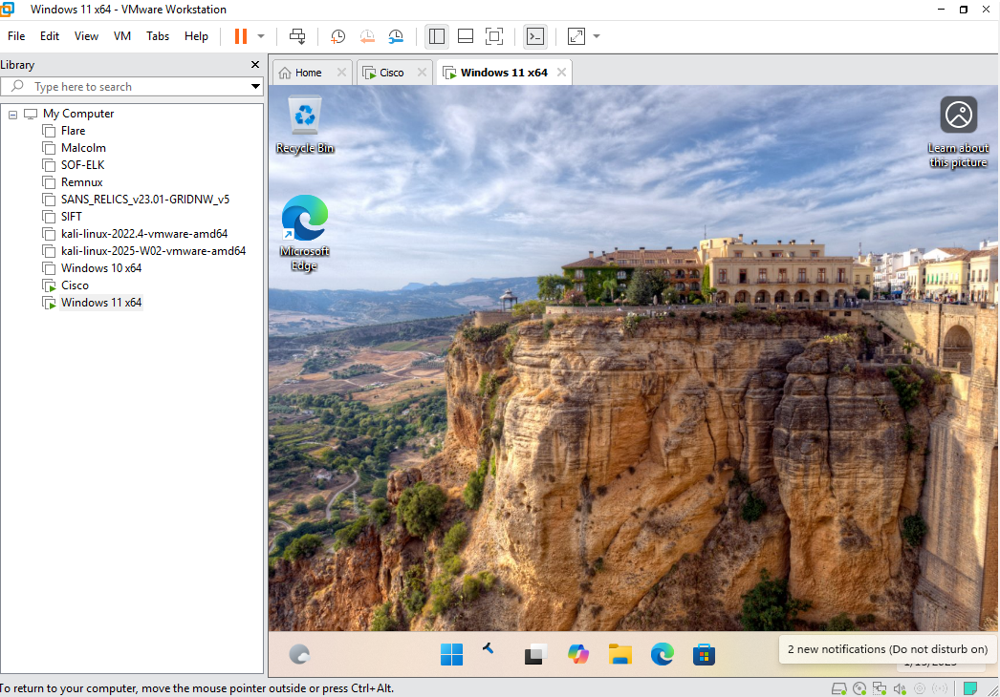 Windows 11 x64 - VMware Workstation
File Edit View VM Tabs Help
Library
Type here to search
My Computer
Flare
Malcolm
SOF-ELK
Remnux
SANS_RELICS_v23.01-GRIDNW_v5
SIFT
kali-linux-2022.4-vmware-amd64
kali-linux-2025-W02-vmware-amd64
Windows 10 x64
Cisco
Windows 11 x64
Home Cisco Windows 11 x64
Recycle Bin
Learn about
this picture
Microsoft
Edge
2 new notifications (Do not disturb on)
To return to your computer, move the mouse pointer outside or press Ctrl+Alt.